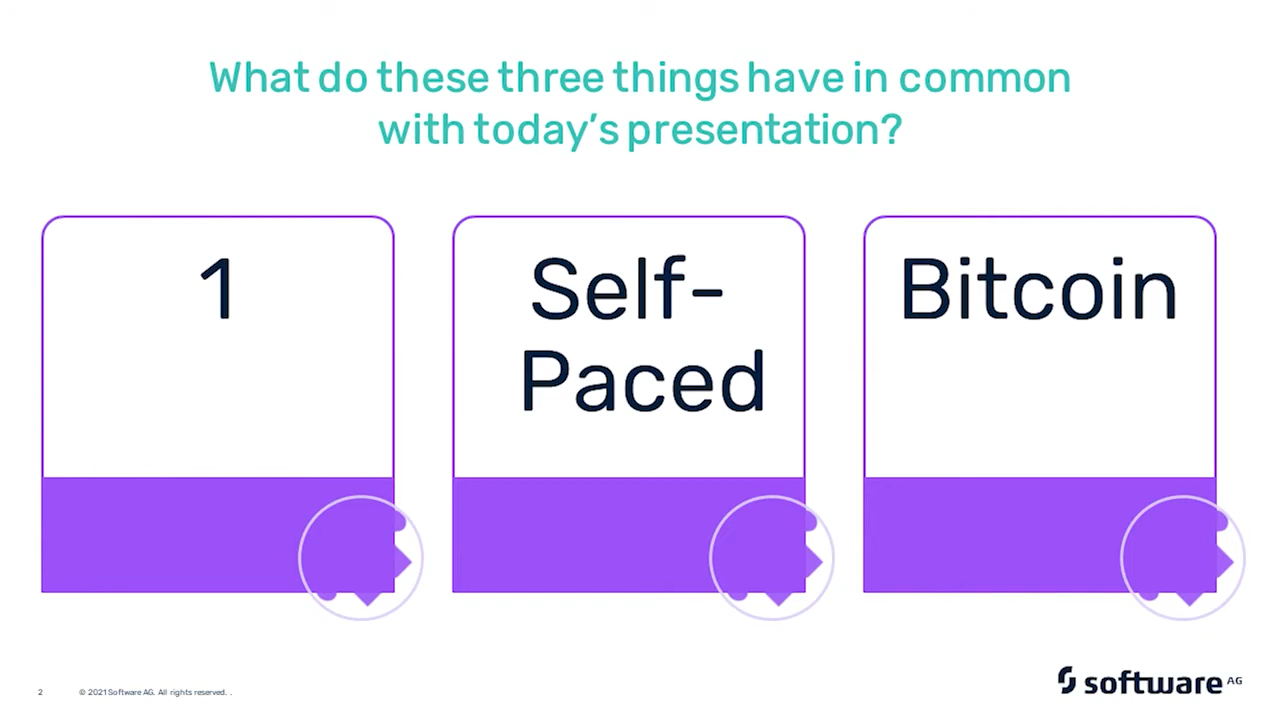 What do these three things have in common
with today's presentation?
1
Self-
Paced
Bitcoin
2
© 2021 Software AG. All rights reserved. .
software AG